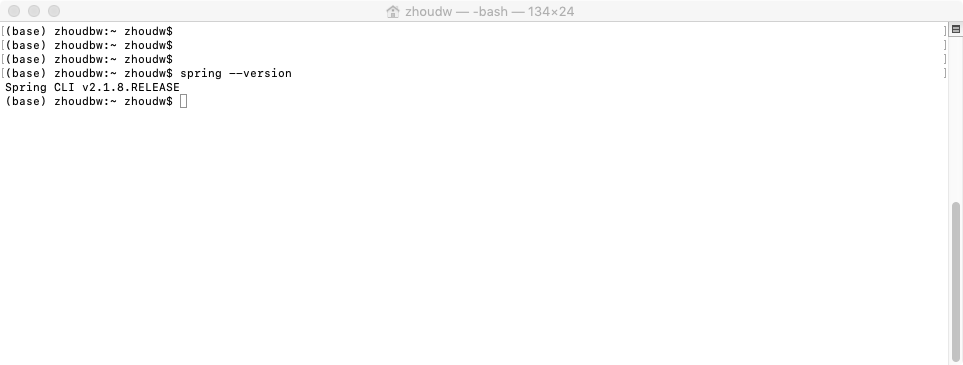 zhoudw — -bash — 134×24
[(base) zhoudbw:~ zhoudw$ ]
[(base) zhoudbw:~ zhoudw$ ]
[(base) zhoudbw:~ zhoudw$ ]
[(base) zhoudbw:~ zhoudw$ spring --version ]
Spring CLI v2.1.8.RELEASE
(base) zhoudbw:~ zhoudw$